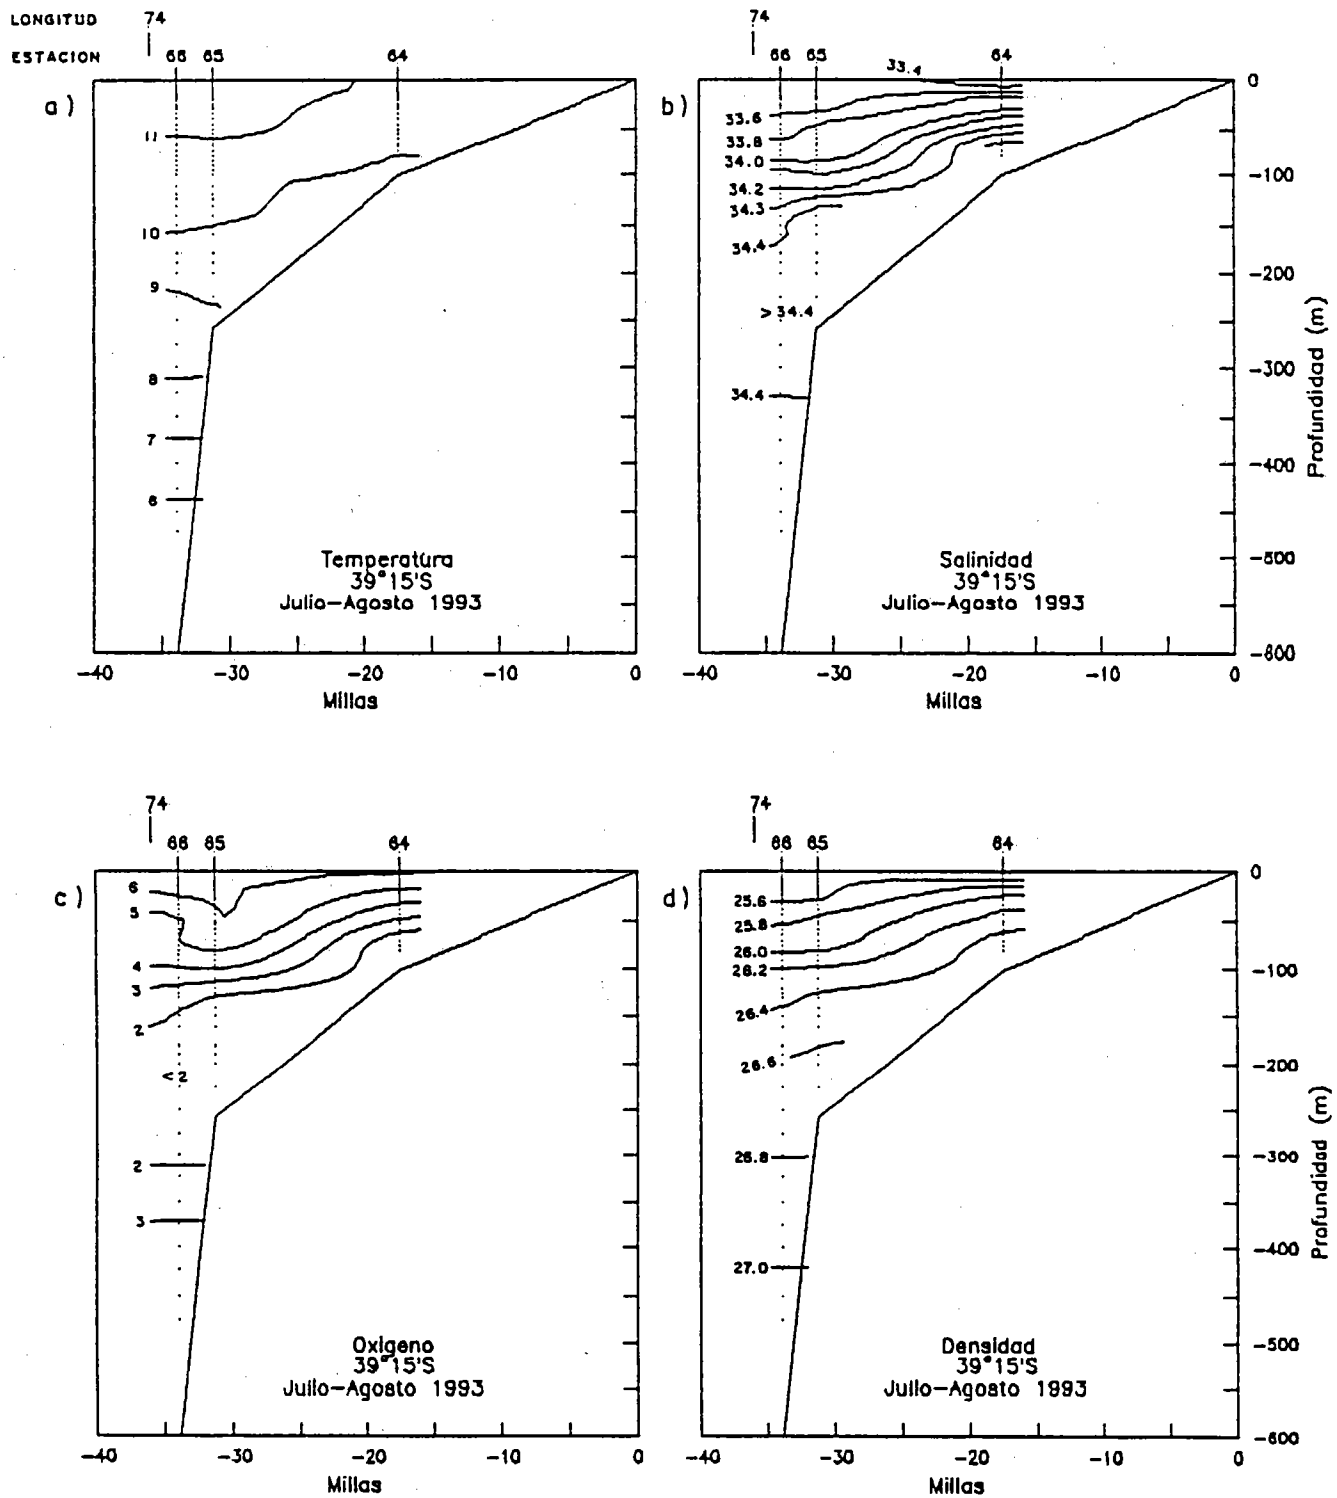 LONGITUD 74 74
ESTACION 66 65 64 66 65 64
a)
11
10
9
8
7
6
Temperatura
39°15'S
Julio-Agosto 1993
-40 -30 -20 -10 0
Millas
b)
33.4
33.6
33.8
34.0
34.2
34.3
34.4
>34.4
34.4
Salinidad
39°15'S
Julio-Agosto 1993
-40 -30 -20 -10 0
Millas
0
-100
-200
-300
-400
-500
-600
Profundidad (m)
74 74
66 65 64 66 65 64
c)
6
5
4
3
2
<2
2
3
Oxigeno
39°15'S
Julio-Agosto 1993
-40 -30 -20 -10 0
Millas
d)
25.6
25.8
26.0
26.2
26.4
26.6
26.8
27.0
Densidad
39°15'S
Julio-Agosto 1993
-40 -30 -20 -10 0
Millas
0
-100
-200
-300
-400
-500
-600
Profundidad (m)